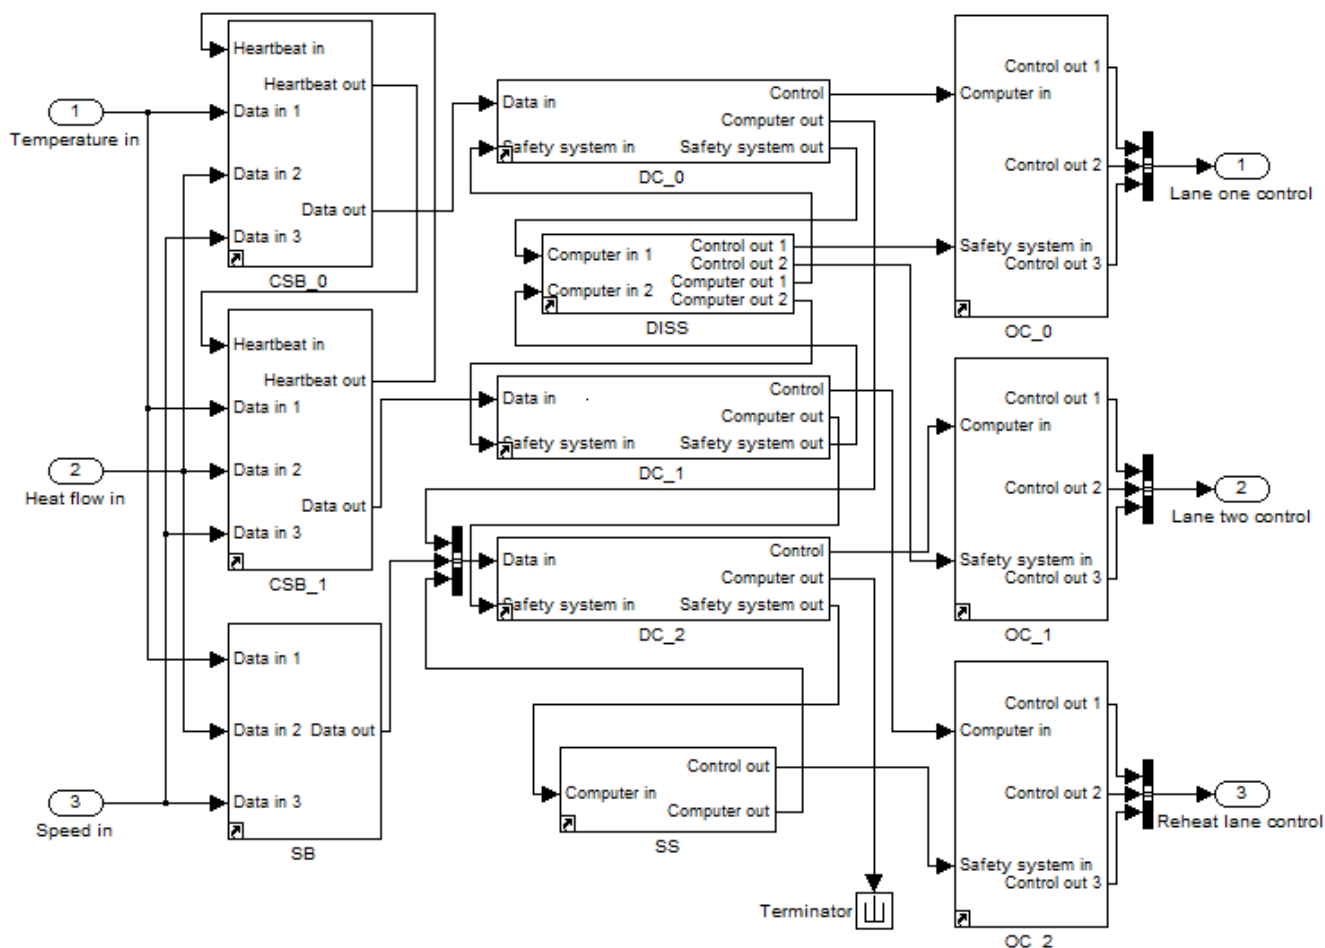 Heartbeat in
Heartbeat out
1
Data in 1
Temperature in
Data in 2
Data out
Data in 3
CSB_0
Heartbeat in
Heartbeat out
Data in 1
2
Data in 2
Heat flow in
Data out
Data in 3
CSB_1
Data in 1
Data in 2
Data out
3
Data in 3
Speed in
SB
Data in
Control
Computer out
Safety system in
Safety system out
DC_0
Computer in 1
Control out 1
Control out 2
Computer out 1
Computer in 2
Computer out 2
DISS
Data in
Control
Computer out
Safety system in
Safety system out
DC_1
Data in
Control
Computer out
Safety system in
Safety system out
DC_2
Control out
Computer in
Computer out
SS
Terminator
Control out 1
Computer in
Control out 2
Safety system in
Control out 3
OC_0
1
Lane one control
Control out 1
Computer in
Control out 2
Safety system in
Control out 3
OC_1
2
Lane two control
Control out 1
Computer in
Control out 2
Safety system in
Control out 3
OC_2
3
Reheat lane control